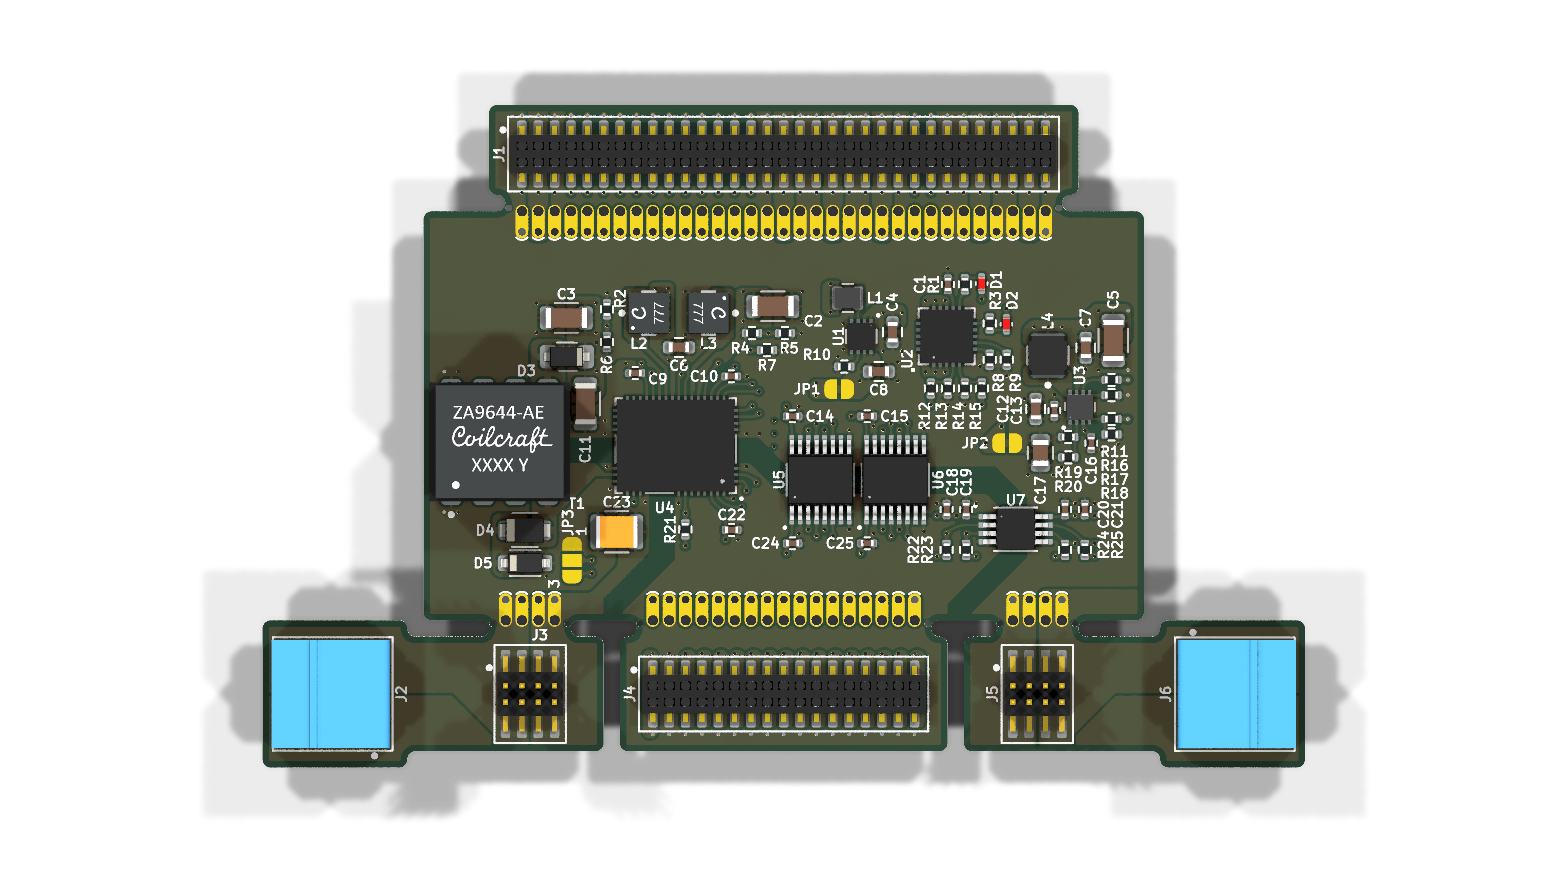 J1
C3
R2
C
777
L2
C
777
L3
C2
R4
R5
R7
C6
R6
C9
C10
D3
L1
C4
U1
R10
JP1
C8
C1
R1
D1
R3
D2
U2
R8
R9
R12
R13
R14
R15
C12
C13
JP2
L4
C7
C5
U3
ZA9644-AE
Coilcraft
XXXX Y
C11
T1
C23
U4
R21
C22
C14
C15
U5
U6
C18
C19
C24
C25
R22
R23
U7
C17
R19
R20
C16
R11
R16
R17
R18
C20
C21
R24
R25
D4
D5
JP3
1
3
J3
J2
J4
J5
J6